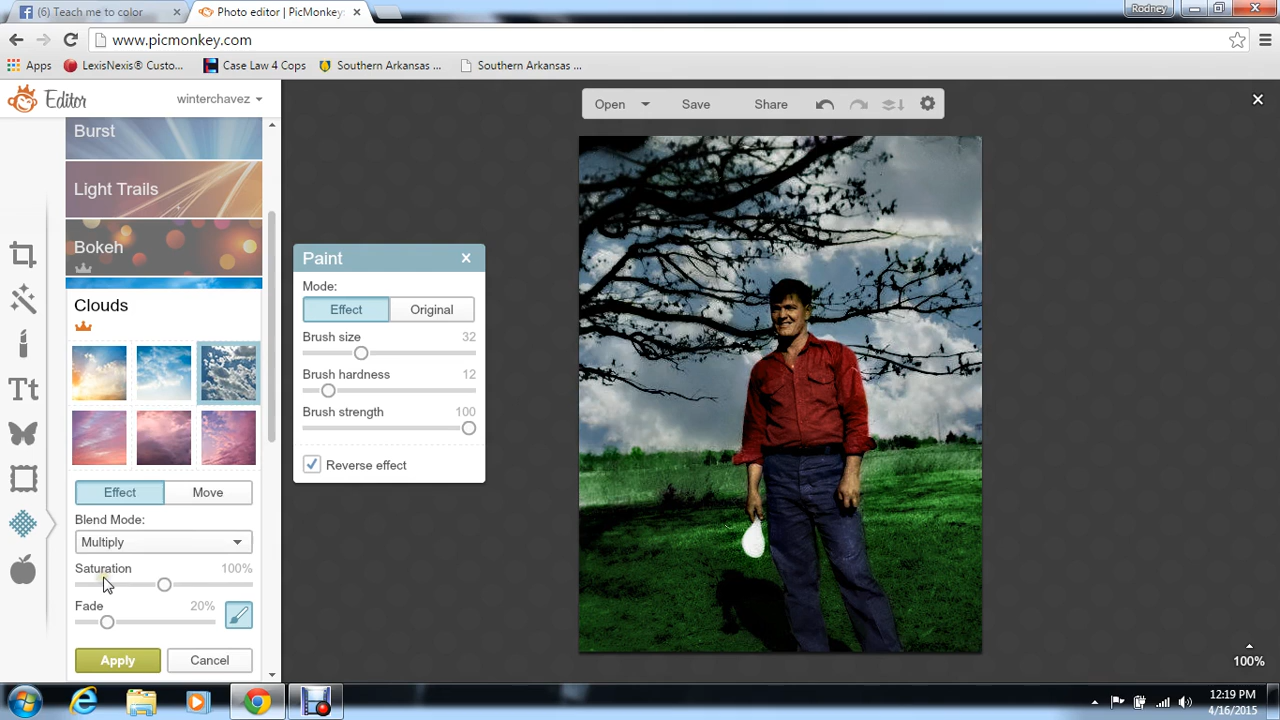 (6) Teach me to color
Photo editor | PicMonkey:
Rodney
www.picmonkey.com
Apps
LexisNexis® Custo...
Case Law 4 Cops
Southern Arkansas ...
Southern Arkansas ...
Editor
winterchavez
Open
Save
Share
Burst
Light Trails
Bokeh
Clouds
Effect
Move
Blend Mode:
Multiply
Saturation 100%
Fade 20%
Apply
Cancel
Paint
Mode:
Effect
Original
Brush size 32
Brush hardness 12
Brush strength 100
Reverse effect
Tt
100%
12:19 PM
4/16/2015